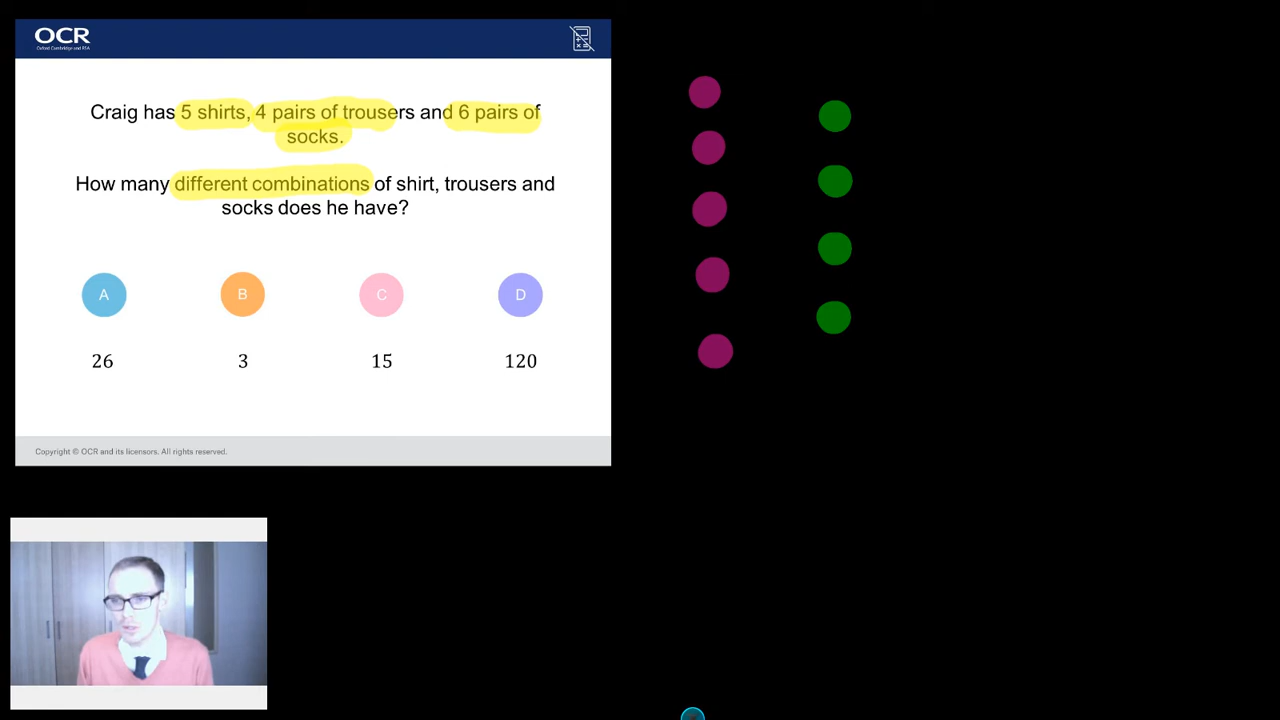 OCR
Oxford Cambridge and RSA
Craig has 5 shirts, 4 pairs of trousers and 6 pairs of
socks.
How many different combinations of shirt, trousers and
socks does he have?
A B C D
26 3 15 120
Copyright © OCR and its licensors. All rights reserved.